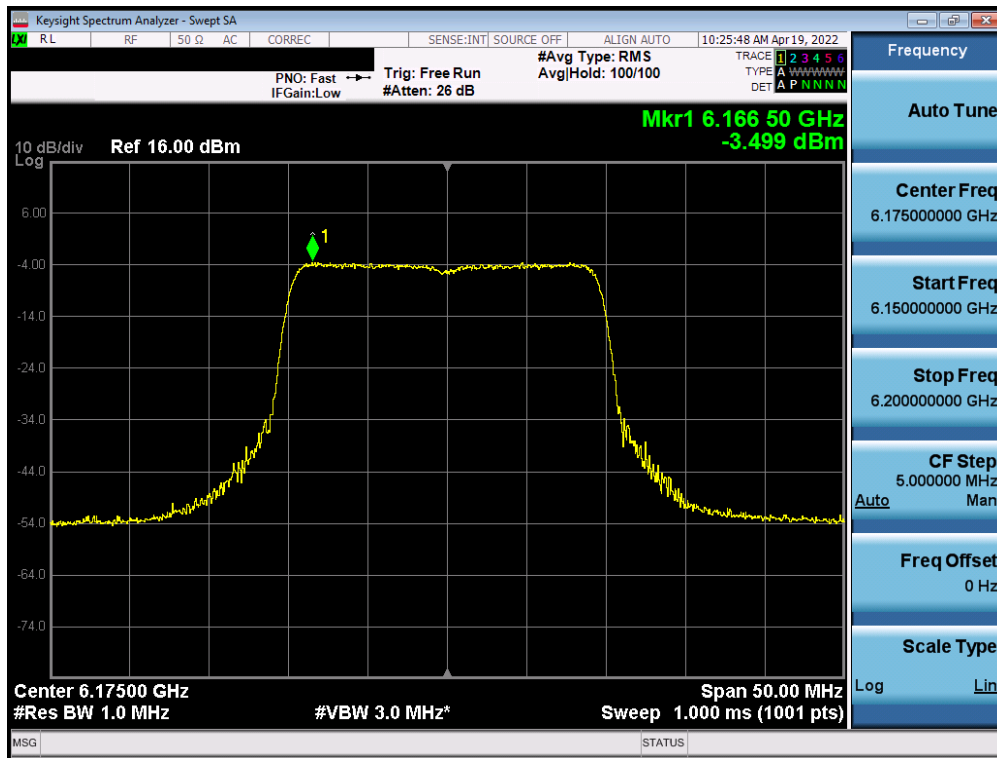 Keysight Spectrum Analyzer - Swept SA
LXI RL RF 50 Ω AC CORREC SENSE:INT SOURCE OFF ALIGN AUTO 10:25:48 AM Apr 19, 2022
PNO: Fast
IFGain:Low
Trig: Free Run
#Atten: 26 dB
#Avg Type: RMS
Avg|Hold: 100/100
TRACE 1 2 3 4 5 6
TYPE A WWWWW
DET A P N N N N
Mkr1 6.166 50 GHz
-3.499 dBm
10 dB/div Ref 16.00 dBm
Log
1
6.00
-4.00
-14.0
-24.0
-34.0
-44.0
-54.0
-64.0
-74.0
Center 6.17500 GHz Span 50.00 MHz
#Res BW 1.0 MHz #VBW 3.0 MHz* Sweep 1.000 ms (1001 pts)
MSG STATUS
Frequency
Auto Tune
Center Freq
6.175000000 GHz
Start Freq
6.150000000 GHz
Stop Freq
6.200000000 GHz
CF Step
5.000000 MHz
Auto Man
Freq Offset
0 Hz
Scale Type
Log Lin